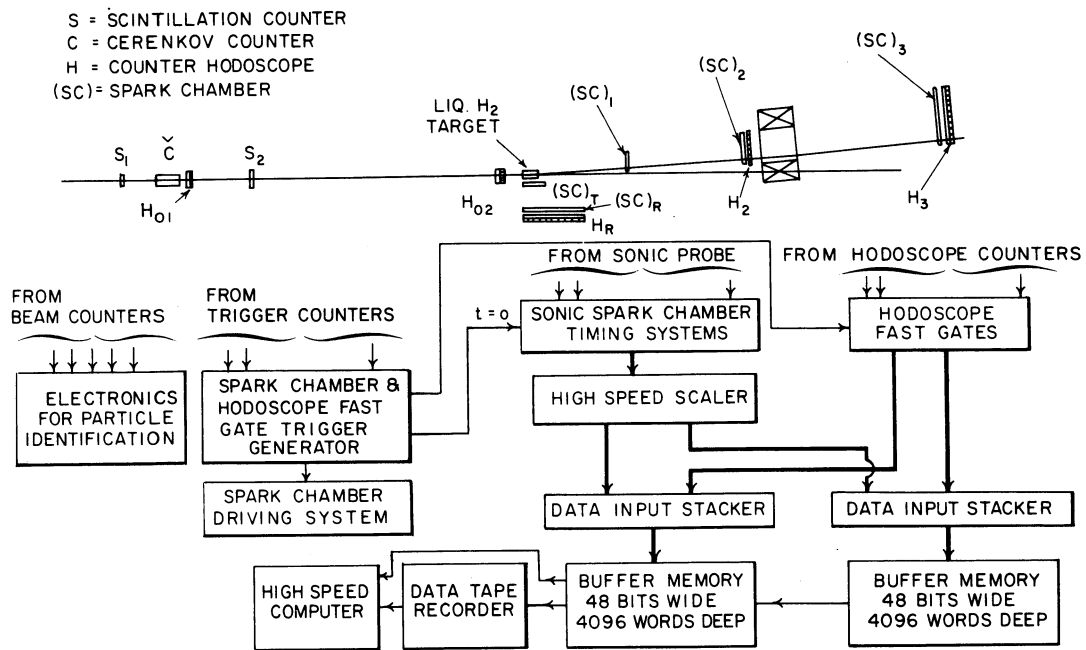 S = SCINTILLATION COUNTER
C = CERENKOV COUNTER
H = COUNTER HODOSCOPE
(SC)= SPARK CHAMBER
(SC)₃
(SC)₂
(SC)₁
LIQ. H₂
TARGET
S₁
Č
S₂
H₀₁
H₀₂
(SC)T
(SC)R
HR
H₂
H₃
FROM SONIC PROBE
FROM HODOSCOPE COUNTERS
FROM
BEAM COUNTERS
FROM
TRIGGER COUNTERS
t = 0
SONIC SPARK CHAMBER
TIMING SYSTEMS
HODOSCOPE
FAST GATES
ELECTRONICS
FOR PARTICLE
IDENTIFICATION
SPARK CHAMBER &
HODOSCOPE FAST
GATE TRIGGER
GENERATOR
HIGH SPEED SCALER
SPARK CHAMBER
DRIVING SYSTEM
DATA INPUT STACKER
DATA INPUT STACKER
HIGH SPEED
COMPUTER
DATA TAPE
RECORDER
BUFFER MEMORY
48 BITS WIDE
4096 WORDS DEEP
BUFFER MEMORY
48 BITS WIDE
4096 WORDS DEEP